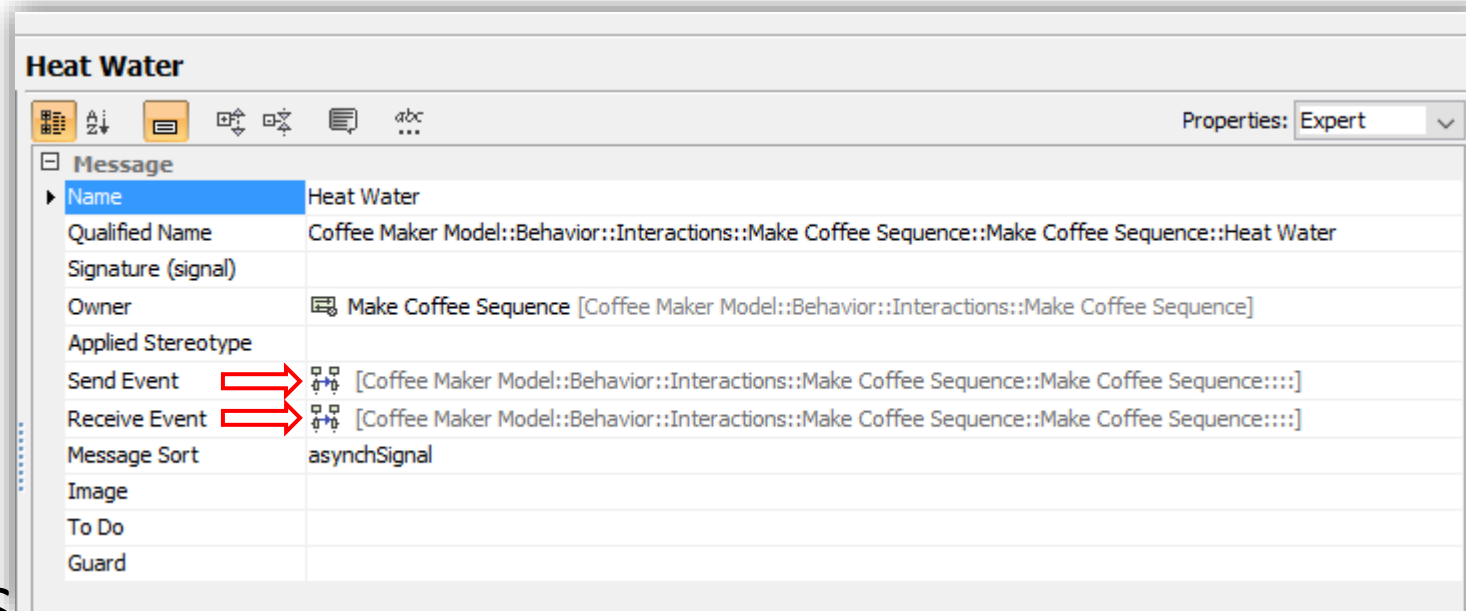 Heat Water
A Z abc ... Properties: Expert
Message
Name Heat Water
Qualified Name Coffee Maker Model::Behavior::Interactions::Make Coffee Sequence::Make Coffee Sequence::Heat Water
Signature (signal)
Owner Make Coffee Sequence [Coffee Maker Model::Behavior::Interactions::Make Coffee Sequence]
Applied Stereotype
Send Event [Coffee Maker Model::Behavior::Interactions::Make Coffee Sequence::Make Coffee Sequence::::]
Receive Event [Coffee Maker Model::Behavior::Interactions::Make Coffee Sequence::Make Coffee Sequence::::]
Message Sort asynchSignal
Image
To Do
Guard